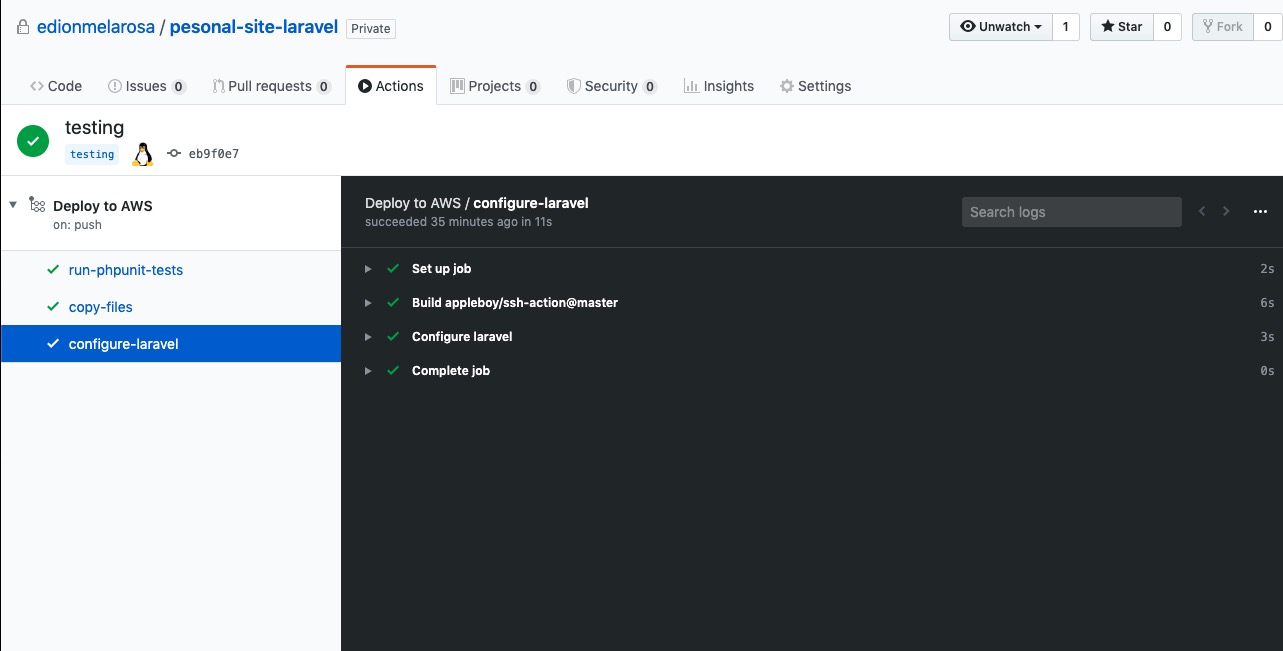 edionmelarosa / pesonal-site-laravel Private
Unwatch 1 Star 0 Fork 0
Code Issues 0 Pull requests 0 Actions Projects 0 Security 0 Insights Settings
testing
testing eb9f0e7
Deploy to AWS
on: push
run-phpunit-tests
copy-files
configure-laravel
Deploy to AWS / configure-laravel
succeeded 35 minutes ago in 11s
Search logs
Set up job 2s
Build appleboy/ssh-action@master 6s
Configure laravel 3s
Complete job 0s